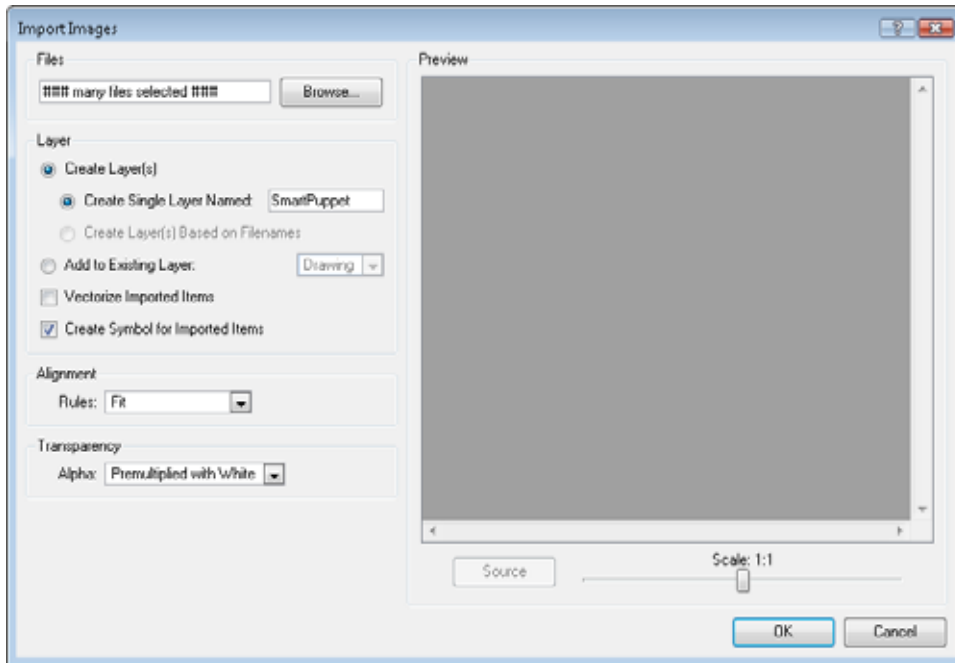 Import Images
Files
### many files selected ###
Browse...
Layer
Create Layer(s)
Create Single Layer Named:
SmartPuppet
Create Layer(s) Based on Filenames
Add to Existing Layer:
Drawing
Vectorize Imported Items
Create Symbol for Imported Items
Alignment
Rules:
Fit
Transparency
Alpha:
Premultiplied with White
Preview
Source
Scale: 1:1
OK
Cancel